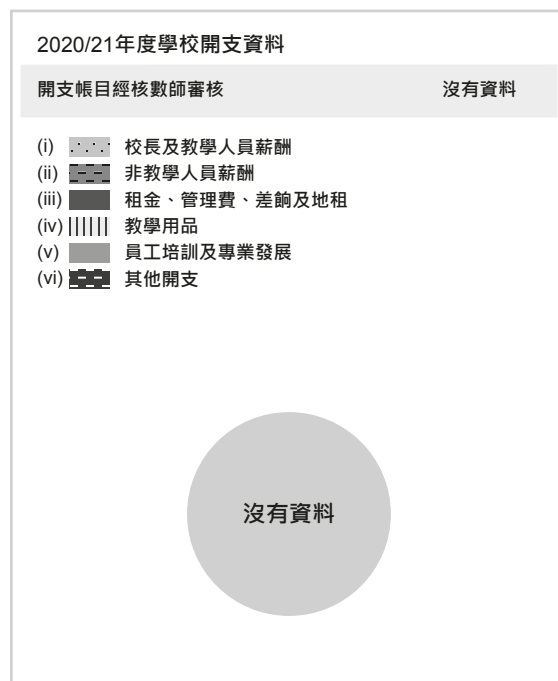 2020/21年度學校開支資料
開支帳目經核數師審核 沒有資料
(i) 校長及教學人員薪酬
(ii) 非教學人員薪酬
(iii) 租金、管理費、差餉及地租
(iv) 教學用品
(v) 員工培訓及專業發展
(vi) 其他開支
沒有資料